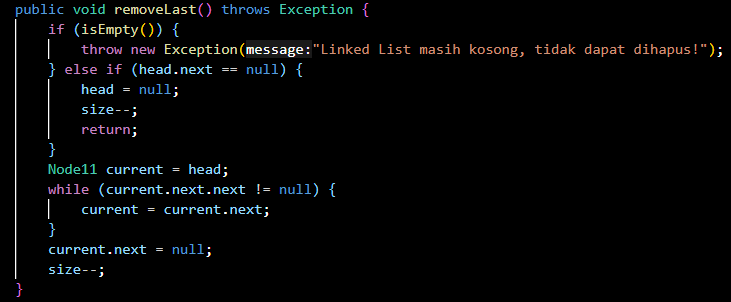 public void removeLast() throws Exception {
    if (isEmpty()) {
        throw new Exception(message:"Linked List masih kosong, tidak dapat dihapus!");
    } else if (head.next == null) {
        head = null;
        size--;
        return;
    }
    Node11 current = head;
    while (current.next.next != null) {
        current = current.next;
    }
    current.next = null;
    size--;
}